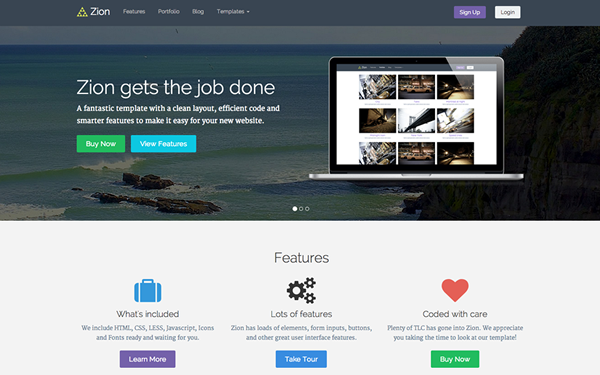 Zion
Features
Portfolio
Blog
Templates
Sign Up
Login
Zion gets the job done
A fantastic template with a clean layout, efficient code and
smarter features to make it easy for your new website.
Buy Now
View Features
Features
What's included
We include HTML, CSS, LESS, Javascript, Icons
and Fonts ready and waiting for you.
Learn More
Lots of features
Zion has loads of elements, form inputs, buttons,
and other great user interface features.
Take Tour
Coded with care
Plenty of TLC has gone into Zion. We appreciate
you taking the time to look at our template!
Buy Now